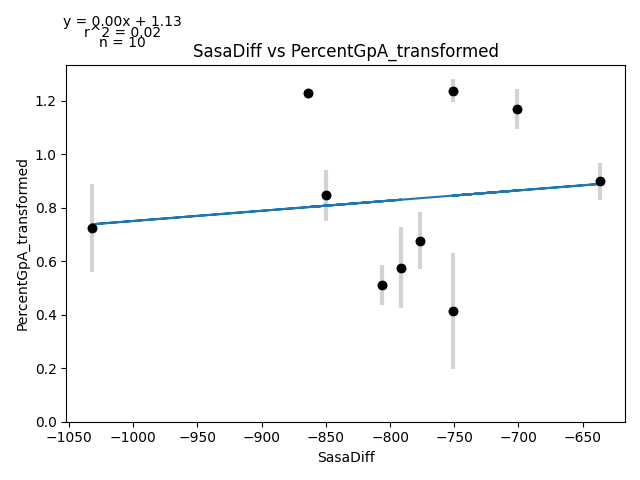 y = 0.00x + 1.13
r^2 = 0.02
n = 10
SasaDiff vs PercentGpA_transformed
PercentGpA_transformed
1.2
1.0
0.8
0.6
0.4
0.2
0.0
−1050 −1000 −950 −900 −850 −800 −750 −700 −650
SasaDiff